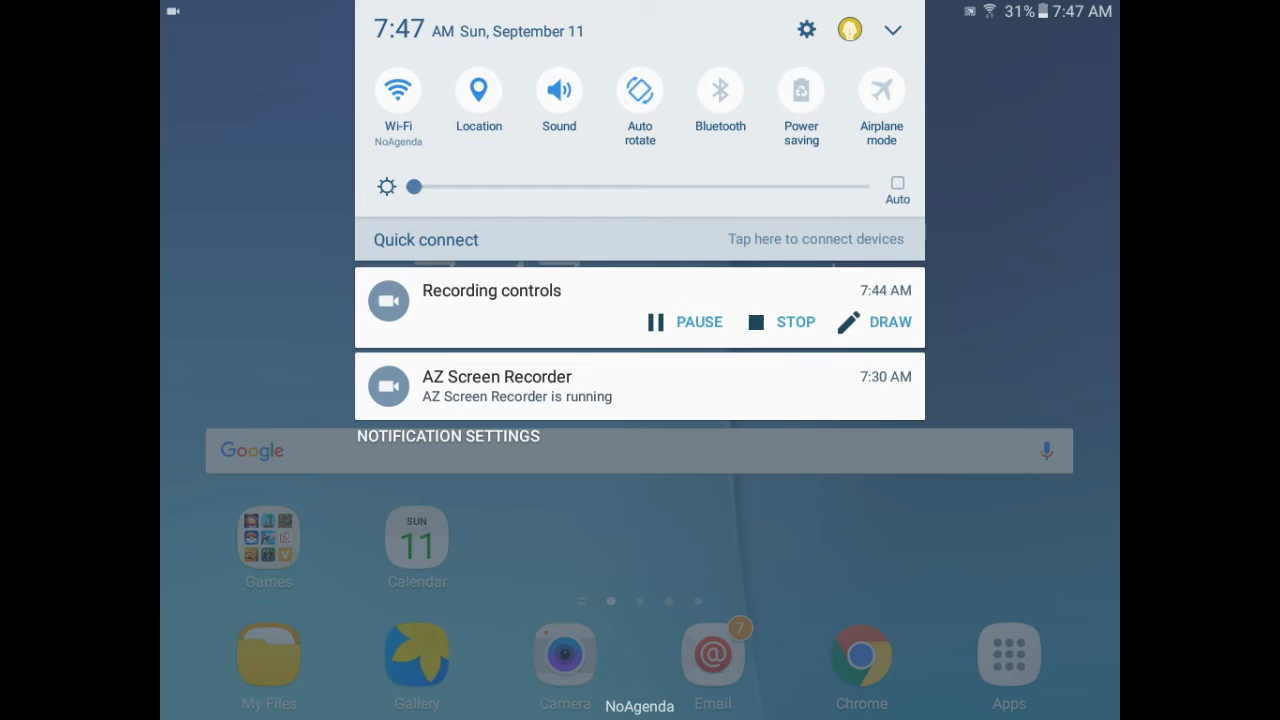 31% 7:47 AM
7:47 AM Sun, September 11
Wi-Fi
NoAgenda
Location
Sound
Auto
rotate
Bluetooth
Power
saving
Airplane
mode
Auto
Quick connect
Tap here to connect devices
Recording controls
7:44 AM
PAUSE
STOP
DRAW
AZ Screen Recorder
7:30 AM
AZ Screen Recorder is running
NOTIFICATION SETTINGS
Google
Games
SUN
11
Calendar
7
@
My Files
Gallery
Camera
NoAgenda
Email
Chrome
Apps